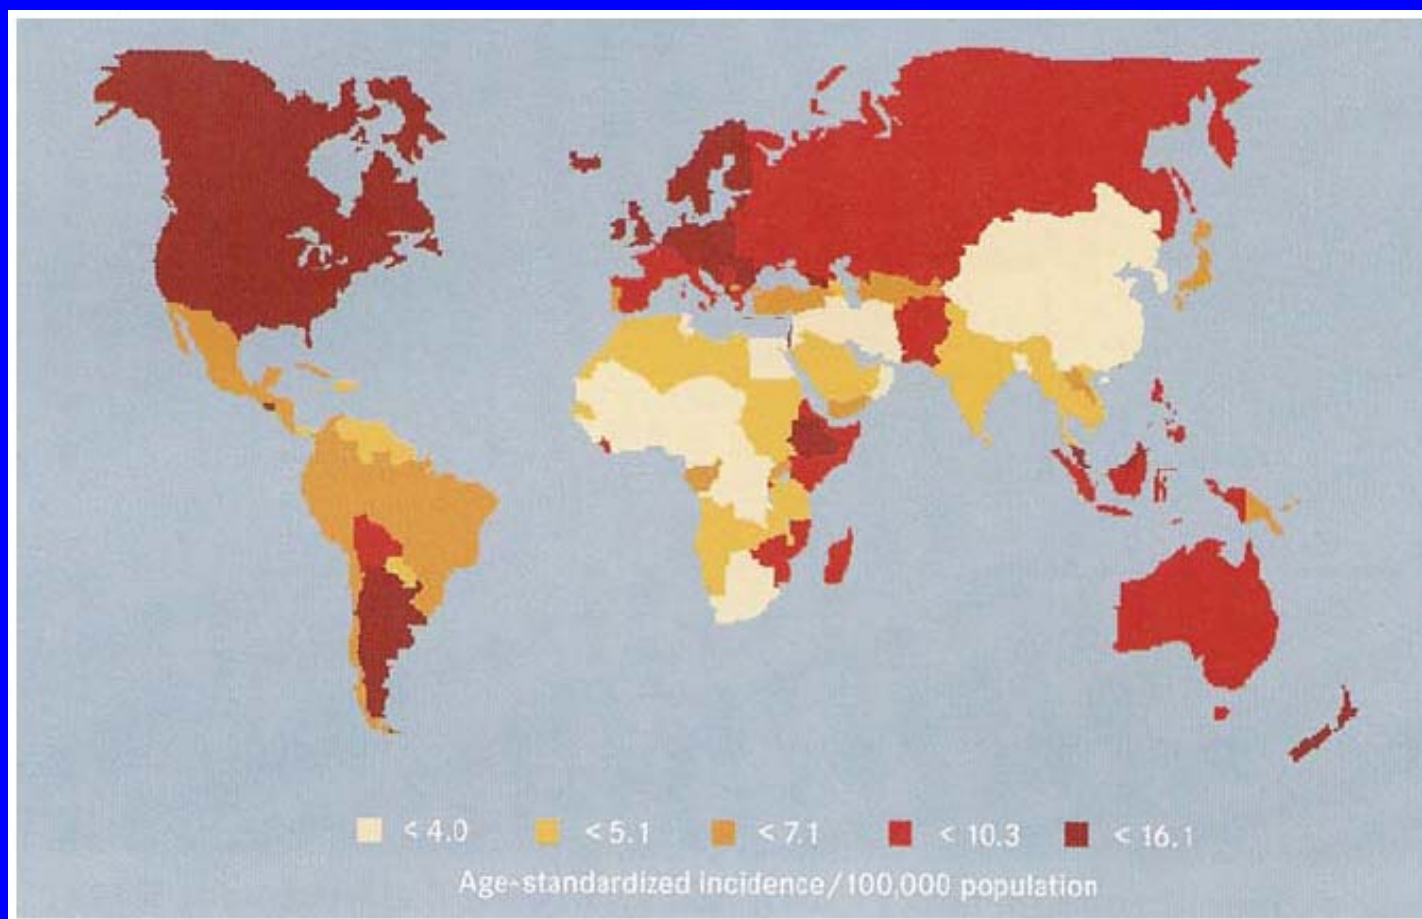 < 4.0 < 5.1 < 7.1 < 10.3 < 16.1
Age-standardized incidence/100,000 population